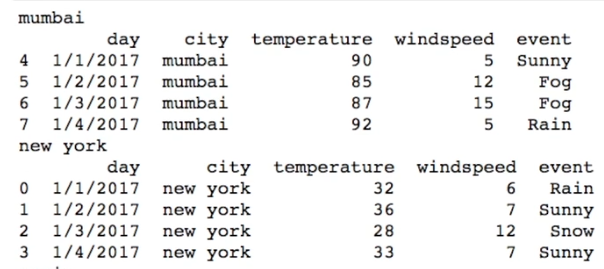 mumbai
day city temperature windspeed event
4 1/1/2017 mumbai 90 5 Sunny
5 1/2/2017 mumbai 85 12 Fog
6 1/3/2017 mumbai 87 15 Fog
7 1/4/2017 mumbai 92 5 Rain
new york
day city temperature windspeed event
0 1/1/2017 new york 32 6 Rain
1 1/2/2017 new york 36 7 Sunny
2 1/3/2017 new york 28 12 Snow
3 1/4/2017 new york 33 7 Sunny